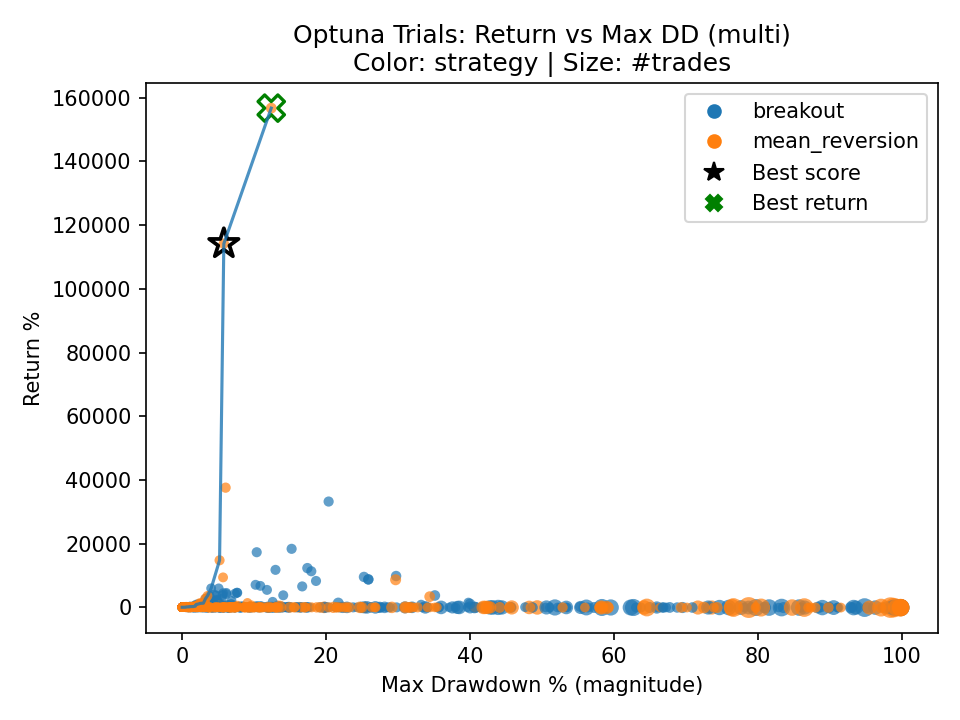 Optuna Trials: Return vs Max DD (multi)
Color: strategy | Size: #trades
160000
140000
120000
100000
80000
60000
40000
20000
0
Return %
breakout
mean_reversion
Best score
Best return
0
20
40
60
80
100
Max Drawdown % (magnitude)